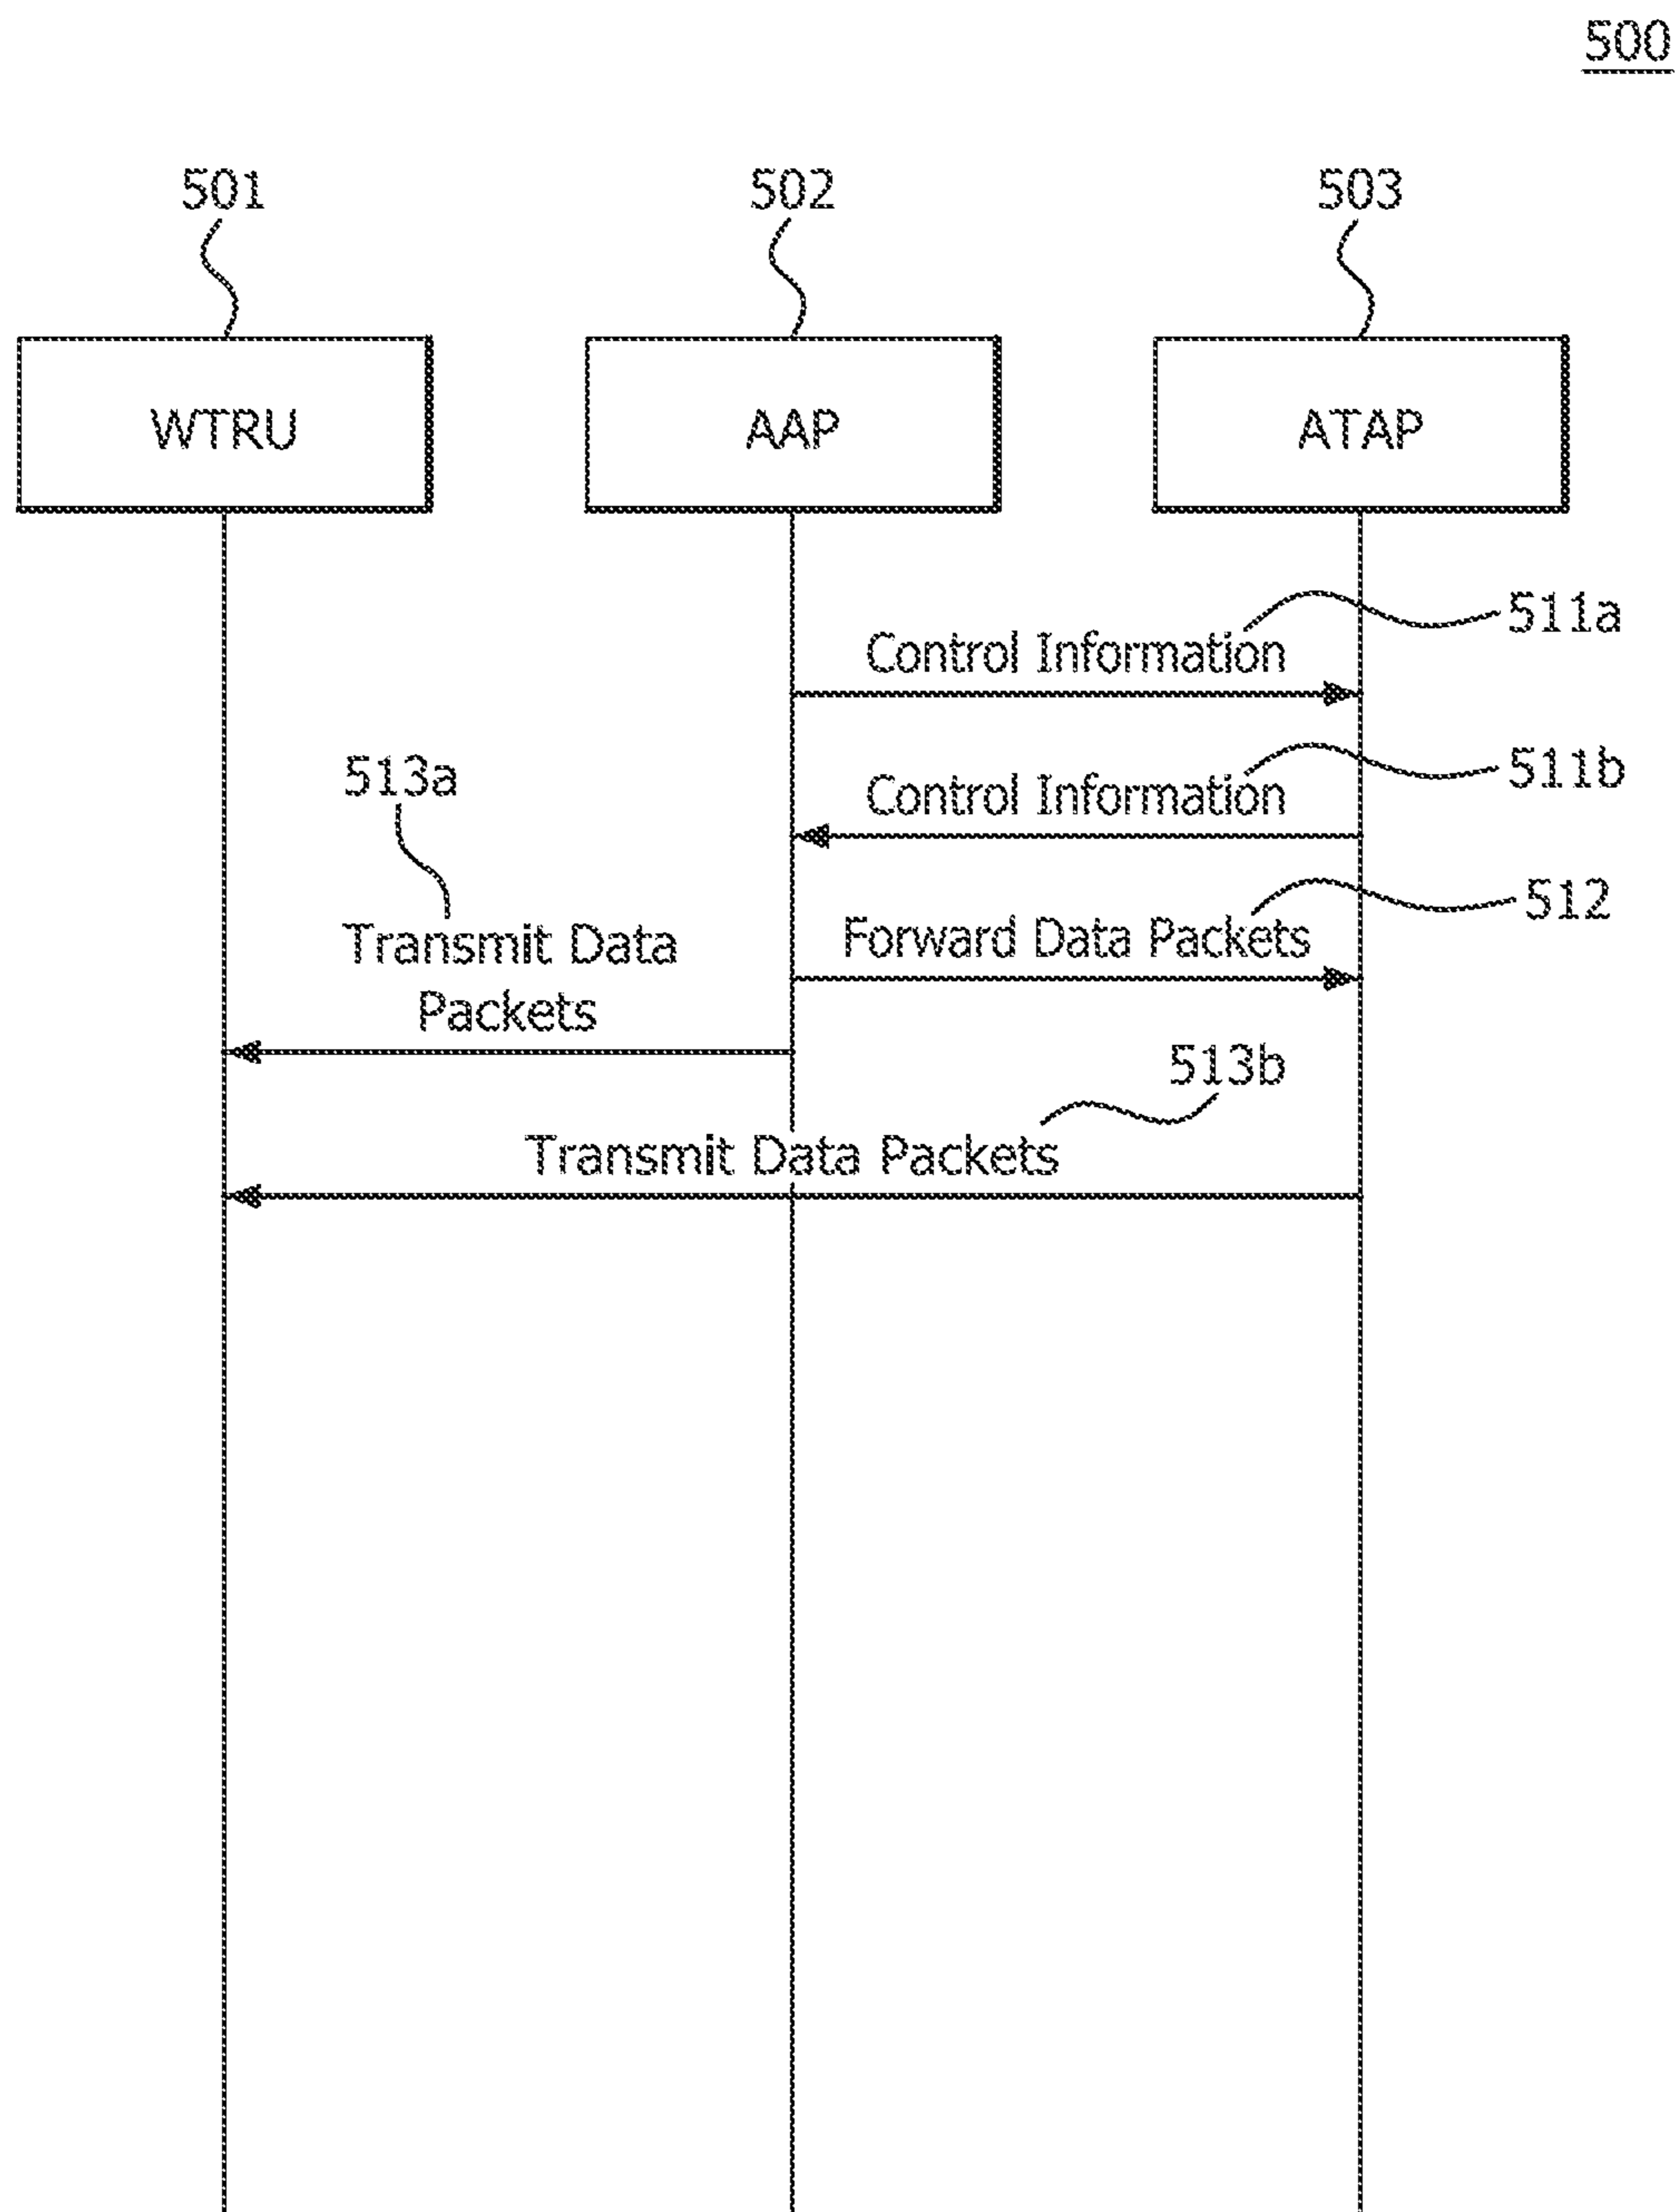 500
501
502
503
WTRU
AAP
ATAP
511a
Control Information
511b
Control Information
513a
512
Transmit Data
Packets
Forward Data Packets
513b
Transmit Data Packets